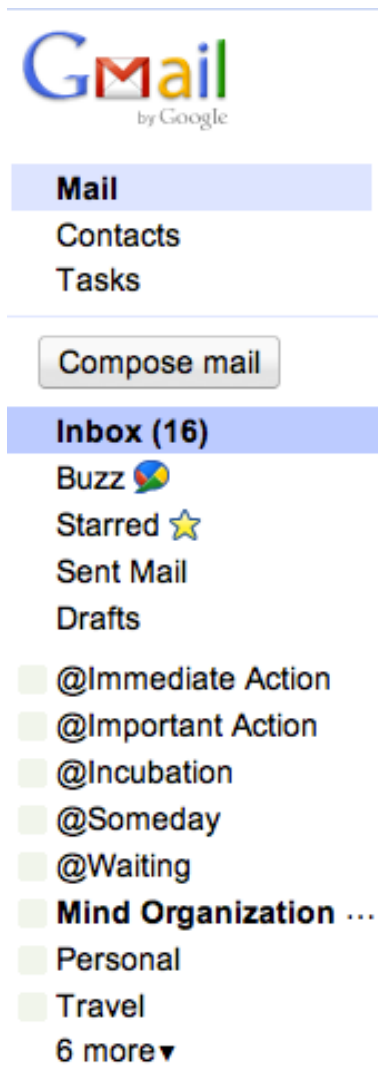 Gmail
by Google
Mail
Contacts
Tasks
Compose mail
Inbox (16)
Buzz
Starred
Sent Mail
Drafts
@Immediate Action
@Important Action
@Incubation
@Someday
@Waiting
Mind Organization ...
Personal
Travel
6 more▾